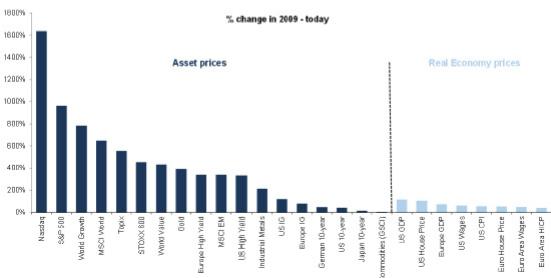 % change in 2009 - today
1800%
1600%
1400%
1200%
1000%
800%
600%
400%
200%
0%
Asset prices
Real Economy prices
Nasdaq
S&P 500
World Growth
MSCI World
Topix
STOXX 600
World Value
Gold
Europe High Yield
MSCI EM
US High Yield
Industrial Metals
US IG
Europe IG
German 10-year
US 10-year
Japan 10-year
Commodities (GSCI)
US GDP
US House Price
Europe GDP
US Wages
US CPI
Euro House Price
Euro Area Wages
Euro Area HICP